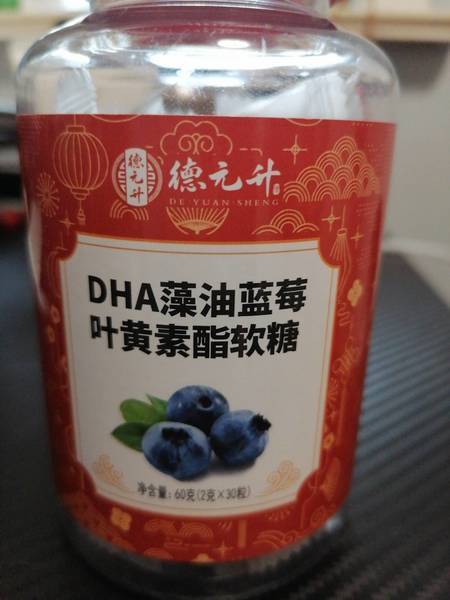 德元升
德元升
DE YUAN SHENG
DHA藻油蓝莓
叶黄素酯软糖
净含量：60克(2克×30粒)